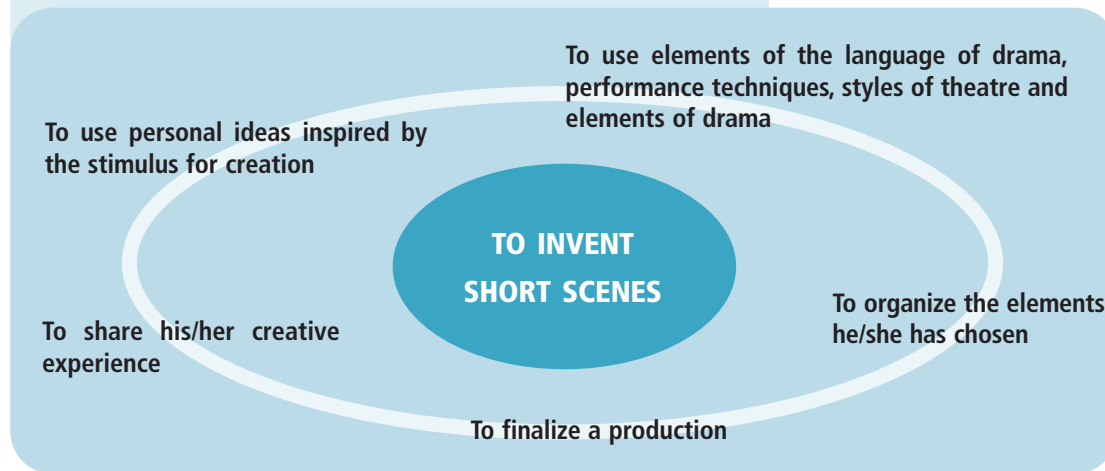 To use elements of the language of drama,
performance techniques, styles of theatre and
elements of drama
To use personal ideas inspired by
the stimulus for creation
TO INVENT
SHORT SCENES
To organize the elements
he/she has chosen
To share his/her creative
experience
To finalize a production